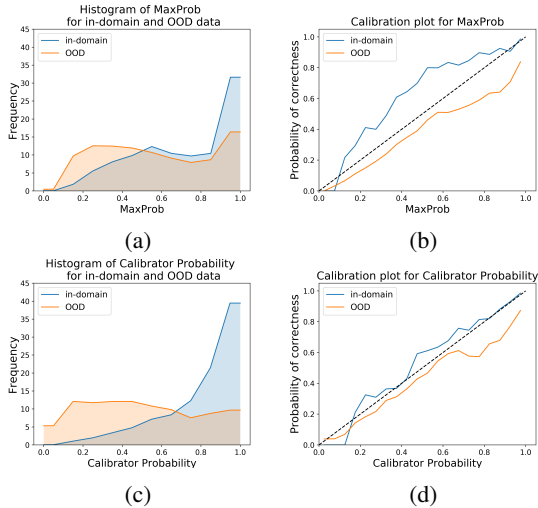 Histogram of MaxProb
for in-domain and OOD data
45
40
35
30
25
20
15
10
5
0
Frequency
in-domain
OOD
0.0 0.2 0.4 0.6 0.8 1.0
MaxProb
(a)
Calibration plot for MaxProb
1.0
0.8
0.6
0.4
0.2
0.0
Probability of correctness
in-domain
OOD
0.0 0.2 0.4 0.6 0.8 1.0
MaxProb
(b)
Histogram of Calibrator Probability
for in-domain and OOD data
45
40
35
30
25
20
15
10
5
0
Frequency
in-domain
OOD
0.0 0.2 0.4 0.6 0.8 1.0
Calibrator Probability
(c)
Calibration plot for Calibrator Probability
1.0
0.8
0.6
0.4
0.2
0.0
Probability of correctness
in-domain
OOD
0.0 0.2 0.4 0.6 0.8 1.0
Calibrator Probability
(d)